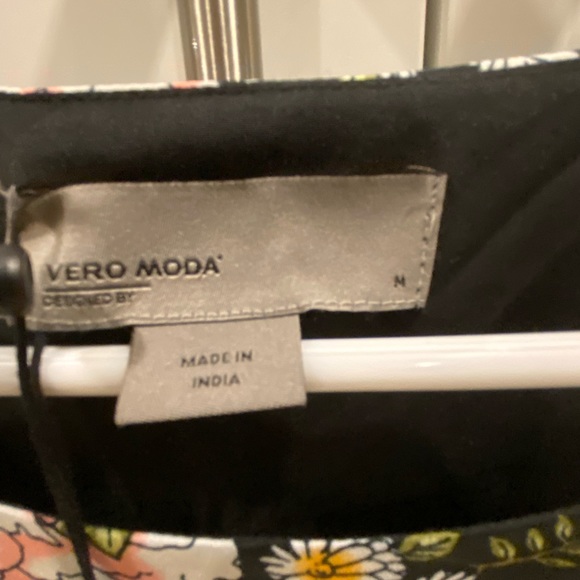 VERO MODA
M
DESIGNED BY
MADE IN
INDIA